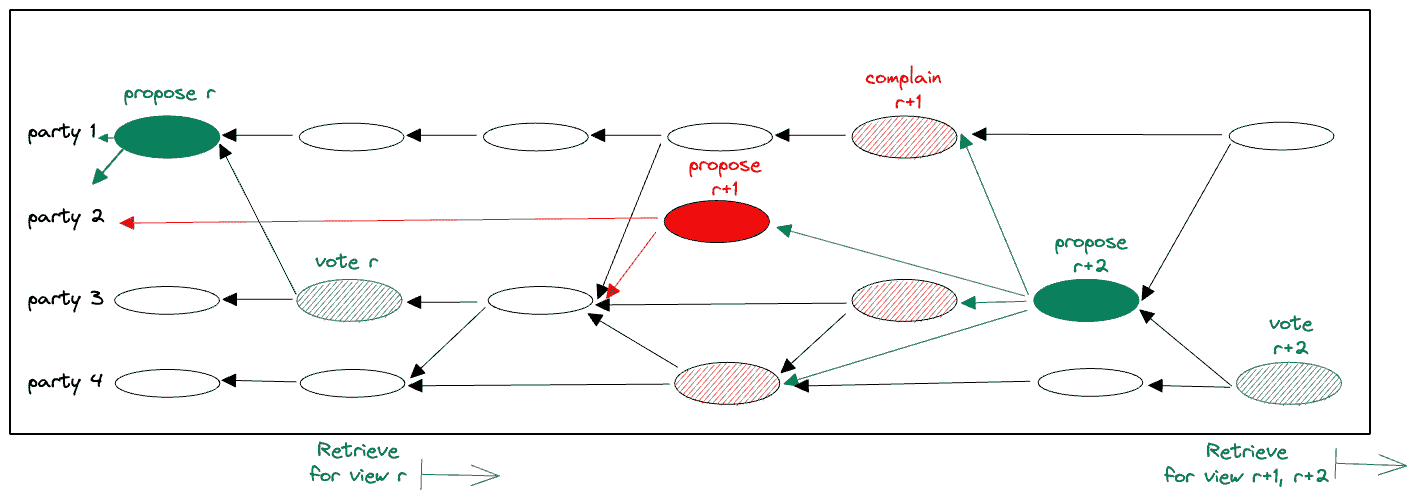 complain
r+1
propose r
party 1
propose
r+1
party 2
propose
r+2
vote r
party 3
vote
r+2
party 4
Retrieve
for view r
Retrieve
for view r+1, r+2